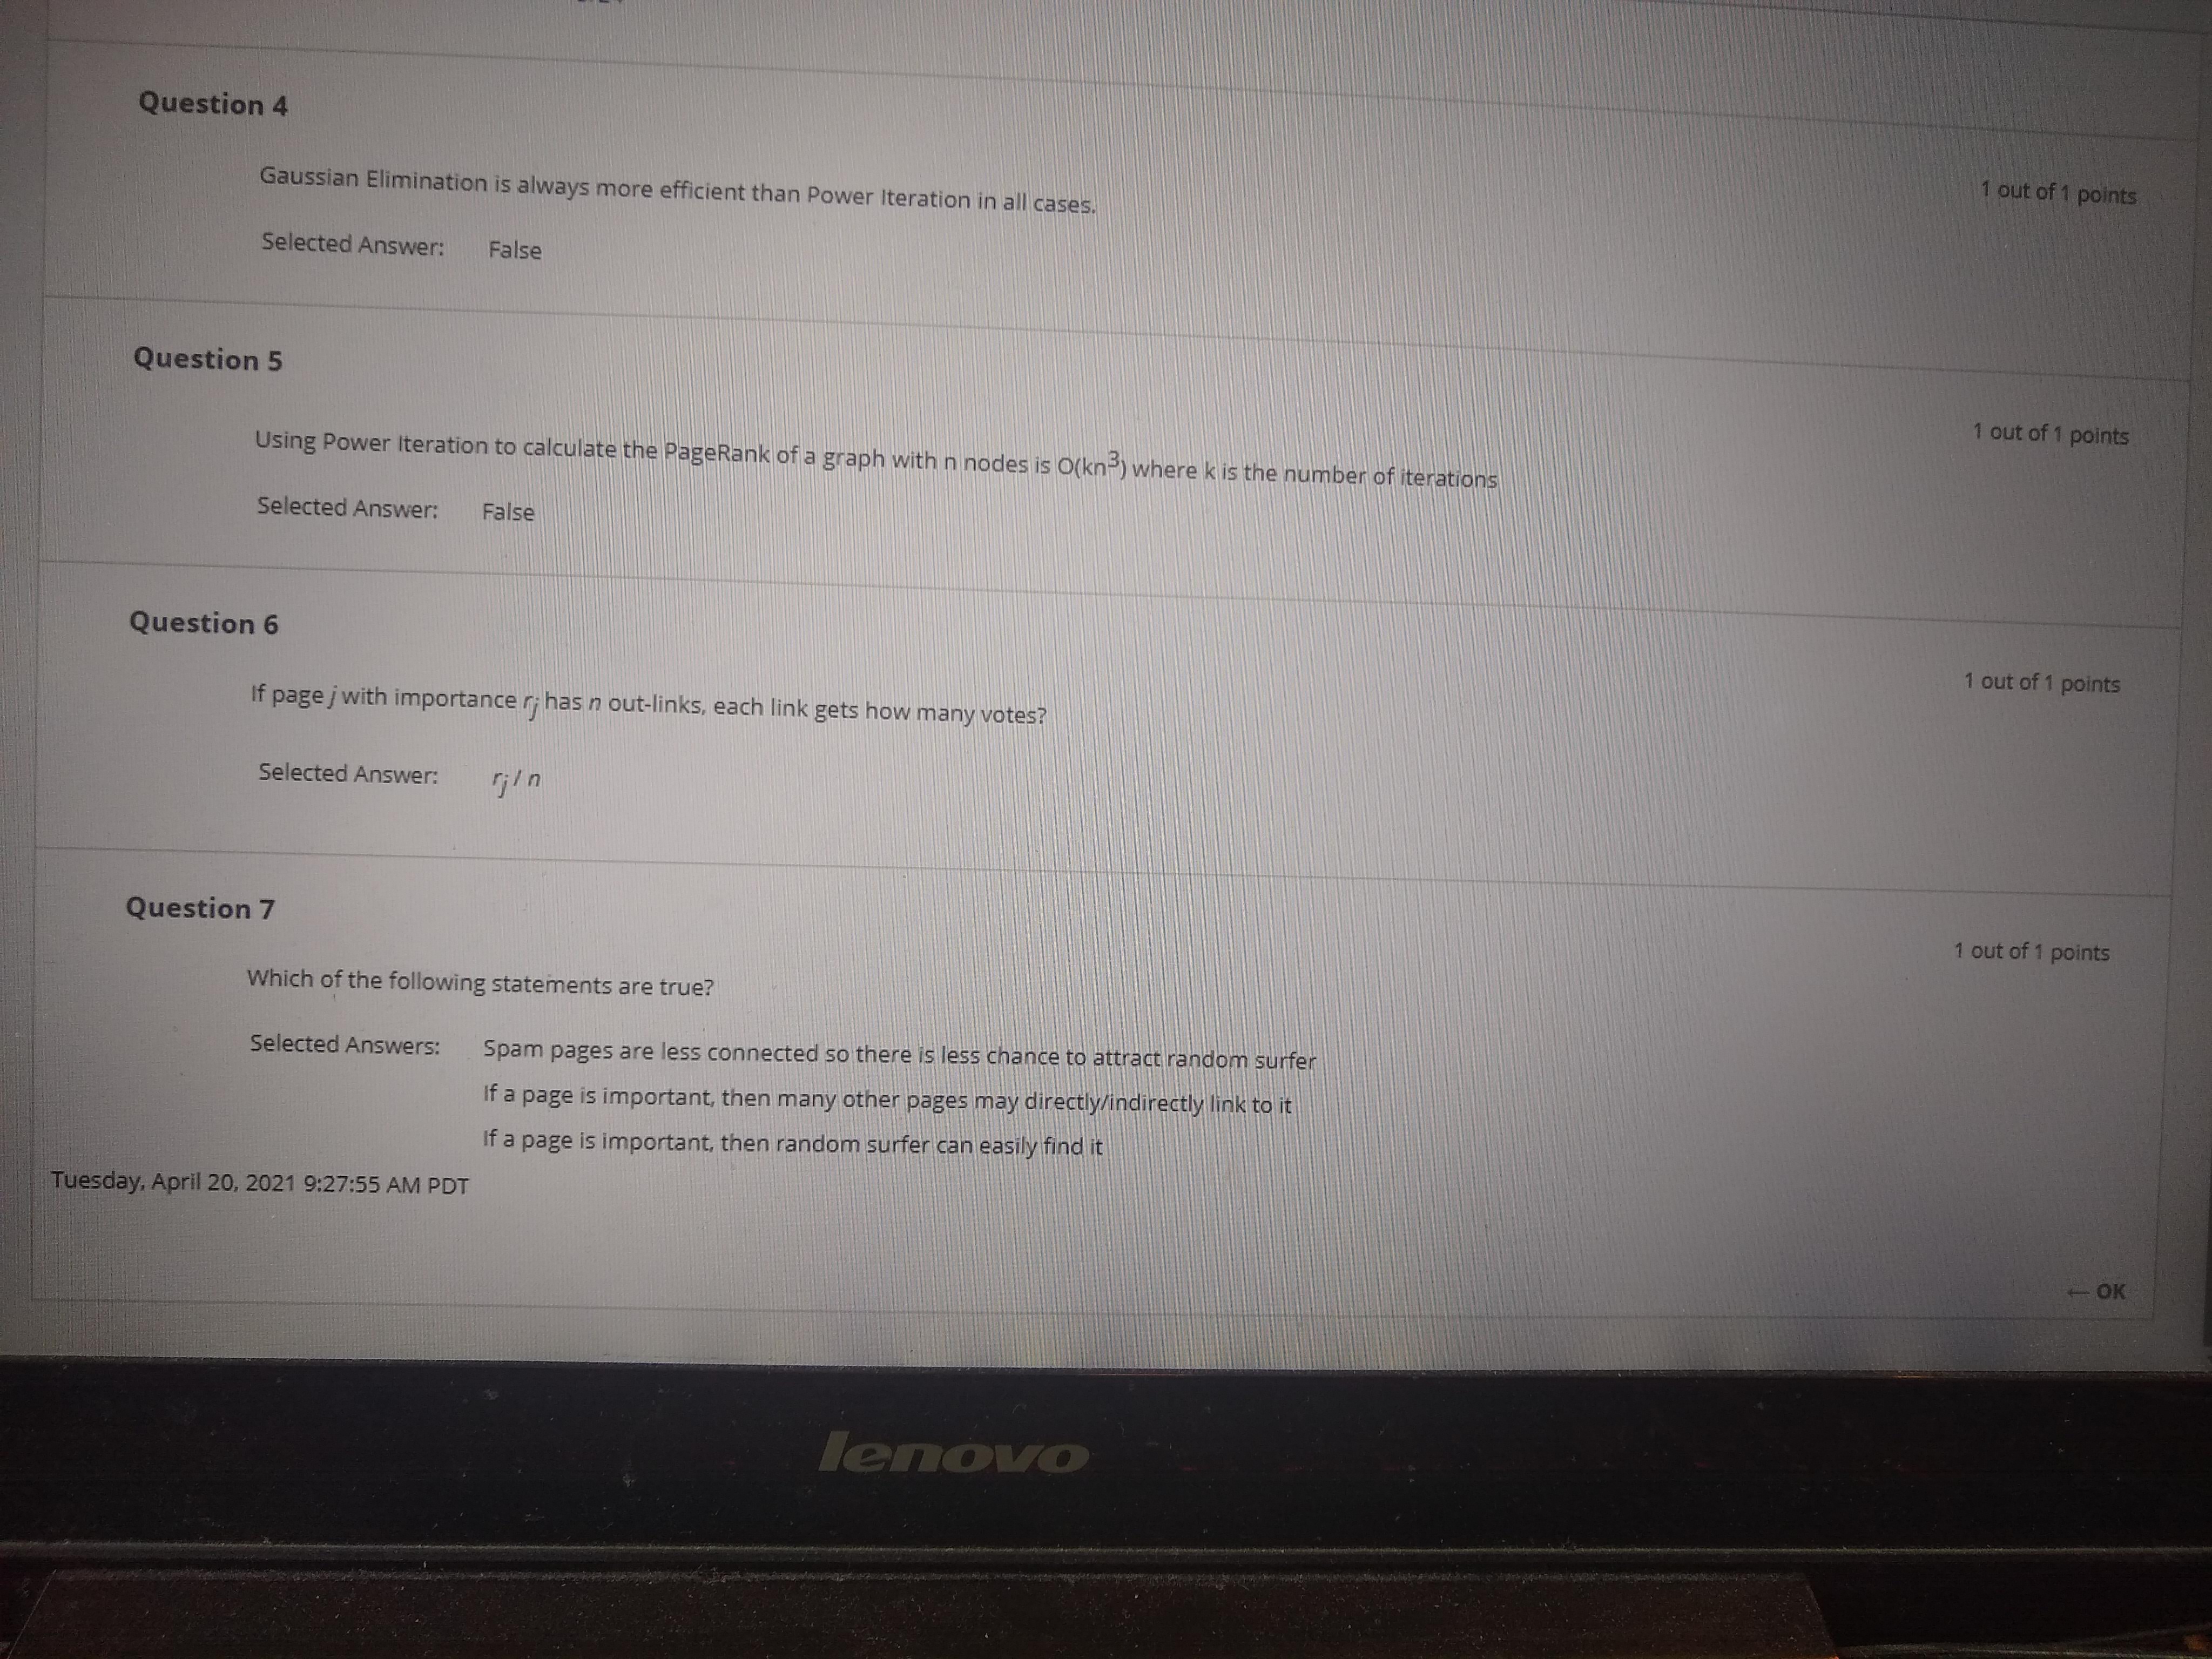 Question 4
1 out of 1 points
Gaussian Elimination is always more efficient than Power Iteration in all cases.
Selected Answer: False
Question 5
1 out of 1 points
Using Power Iteration to calculate the PageRank of a graph with n nodes is O(kn³) where k is the number of iterations
Selected Answer: False
Question 6
1 out of 1 points
If page j with importance rⱼ has n out-links, each link gets how many votes?
Selected Answer: rⱼ / n
Question 7
1 out of 1 points
Which of the following statements are true?
Selected Answers: Spam pages are less connected so there is less chance to attract random surfer
If a page is important, then many other pages may directly/indirectly link to it
If a page is important, then random surfer can easily find it
Tuesday, April 20, 2021 9:27:55 AM PDT
← OK
lenovo